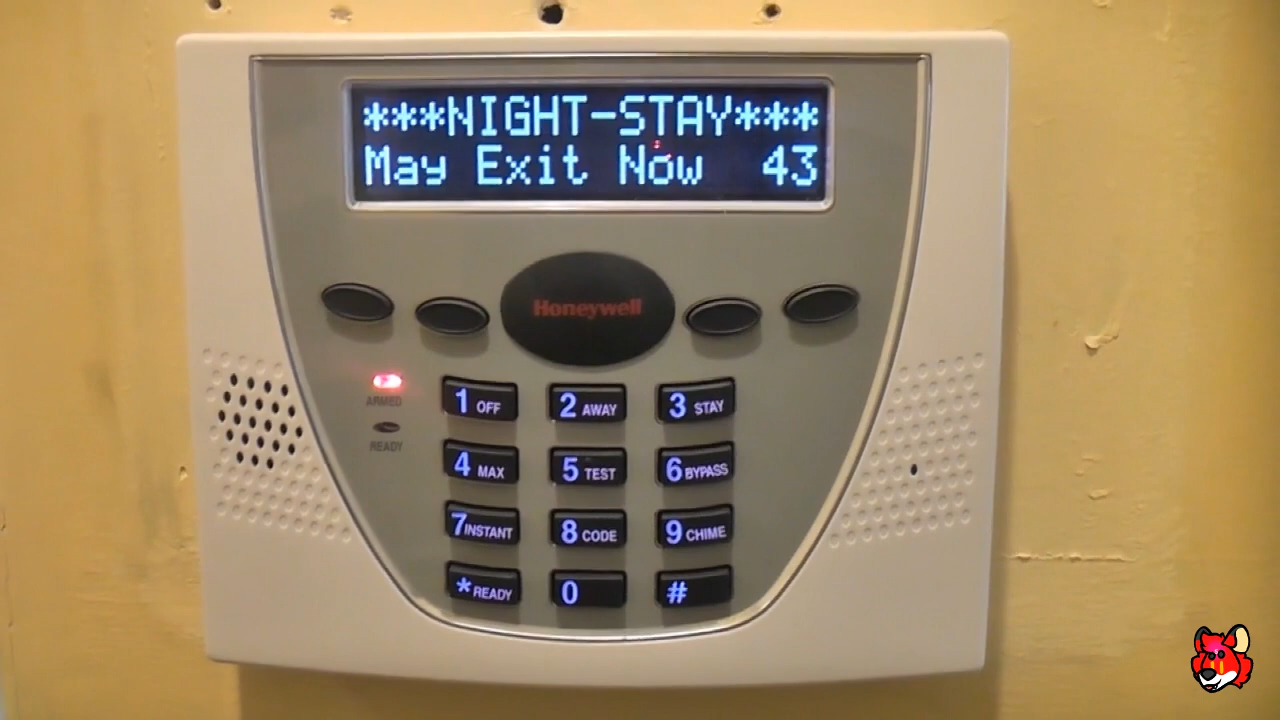 ***NIGHT-STAY***
May Exit Now 43
Honeywell
ARMED
READY
1 OFF
2 AWAY
3 STAY
4 MAX
5 TEST
6 BYPASS
7 INSTANT
8 CODE
9 CHIME
* READY
0
#